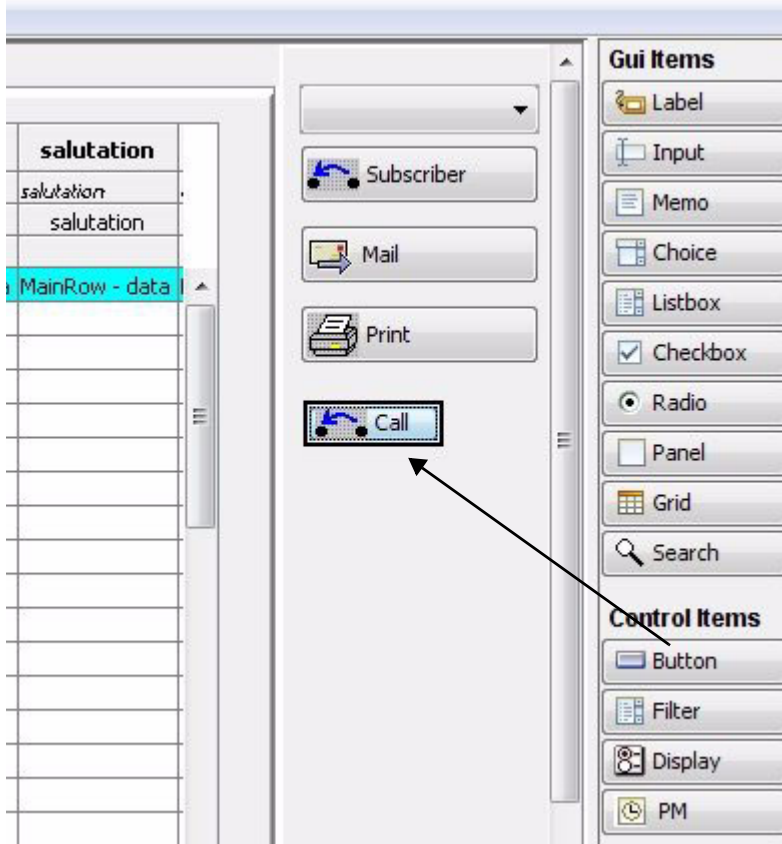 salutation
salutation
salutation
MainRow - data
Subscriber
Mail
Print
Call
Gui Items
Label
Input
Memo
Choice
Listbox
Checkbox
Radio
Panel
Grid
Search
Control Items
Button
Filter
Display
PM